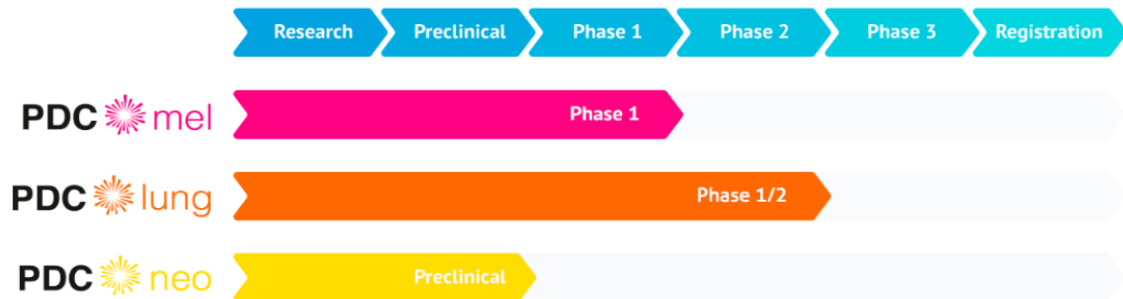 Research Preclinical Phase 1 Phase 2 Phase 3 Registration
PDC mel Phase 1
PDC lung Phase 1/2
PDC neo Preclinical